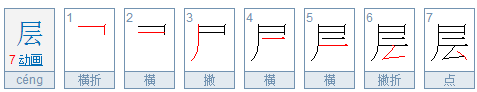 层 1 2 3 4 5 6 7
7 动画
céng 横折 横 撇 横 横 撇折 点